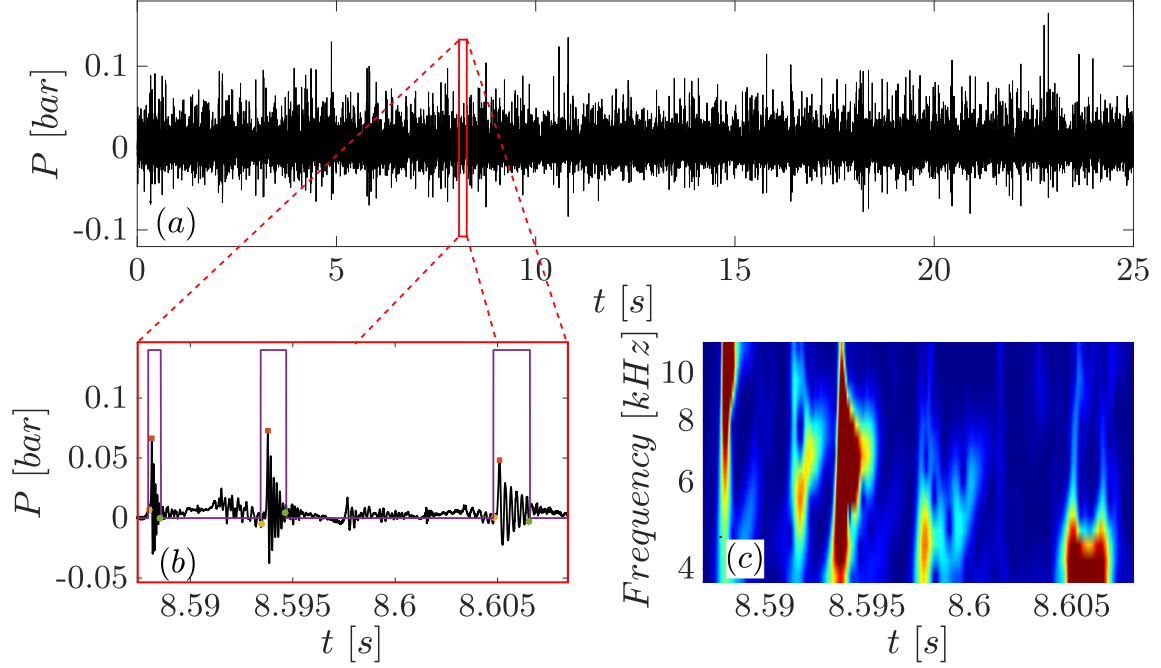 0.1
0
-0.1
P [bar]
(a)
0 5 10 15 20 25
t [s]
0.1
0.05
0
-0.05
P [bar]
(b)
8.59 8.595 8.6 8.605
t [s]
10
8
6
4
Frequency [kHz]
(c)
8.59 8.595 8.6 8.605
t [s]